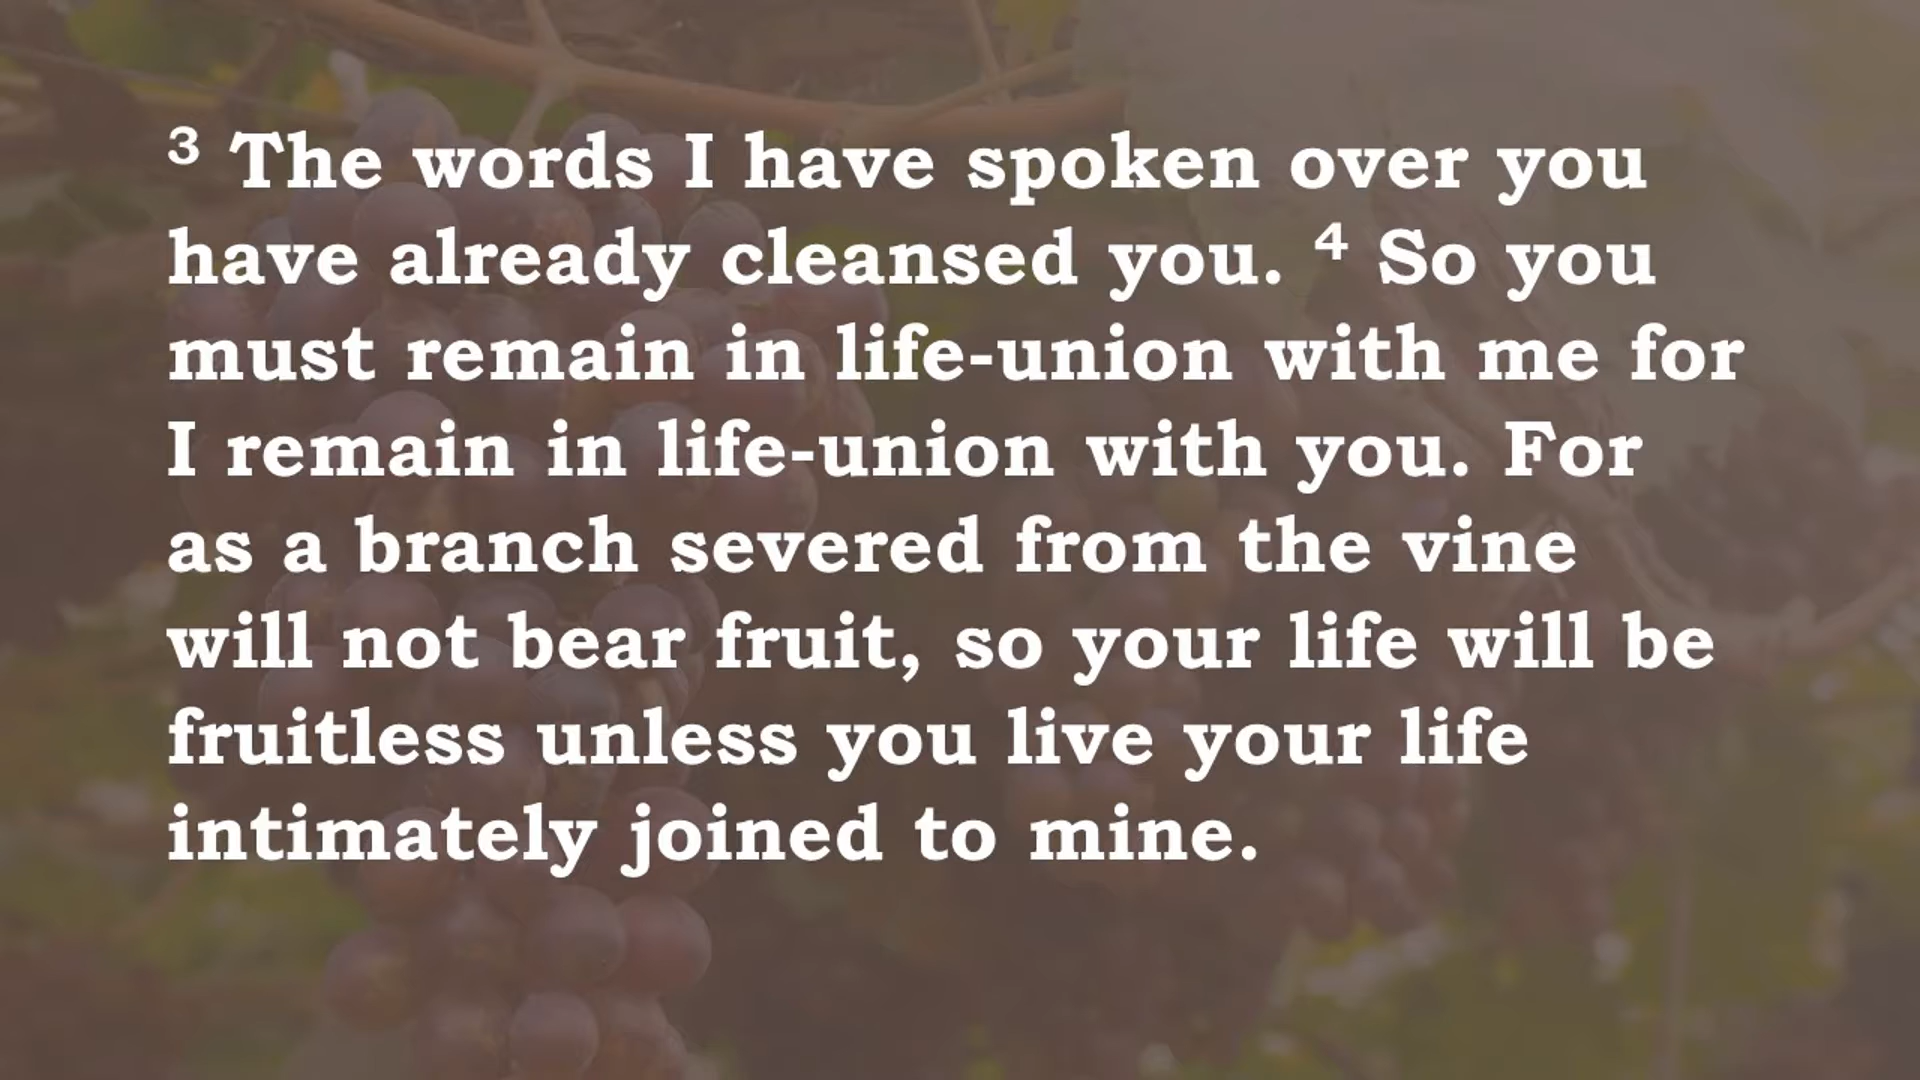 ³ The words I have spoken over you
have already cleansed you. ⁴ So you
must remain in life-union with me for
I remain in life-union with you. For
as a branch severed from the vine
will not bear fruit, so your life will be
fruitless unless you live your life
intimately joined to mine.